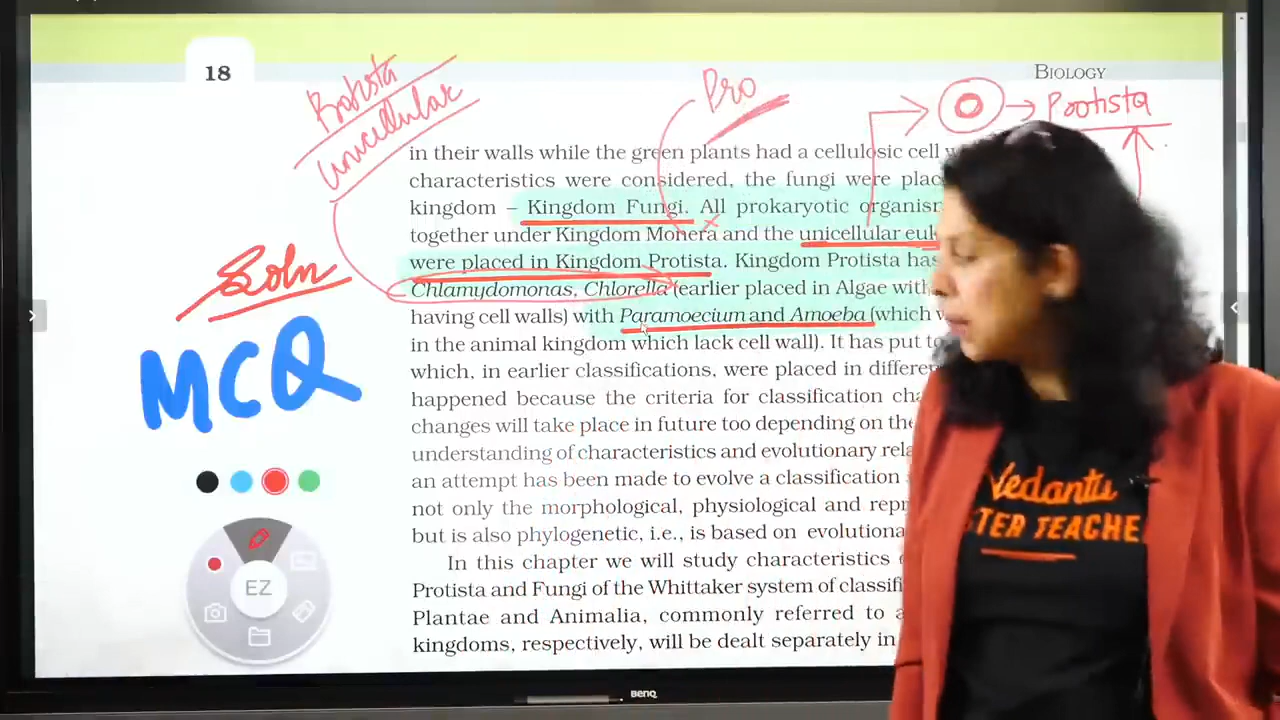 18
BIOLOGY
Protista
unicellular
Pro
Protista
in their walls while the green plants had a cellulosic cell
characteristics were considered, the fungi were plac
kingdom – Kingdom Fungi. All prokaryotic organisr
together under Kingdom Monera and the unicellular euk
were placed in Kingdom Protista. Kingdom Protista has
Chlamydomonas, Chlorella (earlier placed in Algae with
having cell walls) with Paramoecium and Amoeba (which w
in the animal kingdom which lack cell wall). It has put to
which, in earlier classifications, were placed in differen
happened because the criteria for classification cha
changes will take place in future too depending on the
understanding of characteristics and evolutionary rela
an attempt has been made to evolve a classification
not only the morphological, physiological and repr
but is also phylogenetic, i.e., is based on evolutiona
In this chapter we will study characteristics o
Protista and Fungi of the Whittaker system of classifi
Plantae and Animalia, commonly referred to a
kingdoms, respectively, will be dealt separately in
Soln
MCQ
EZ
Vedantu
STER TEACHE
BenQ